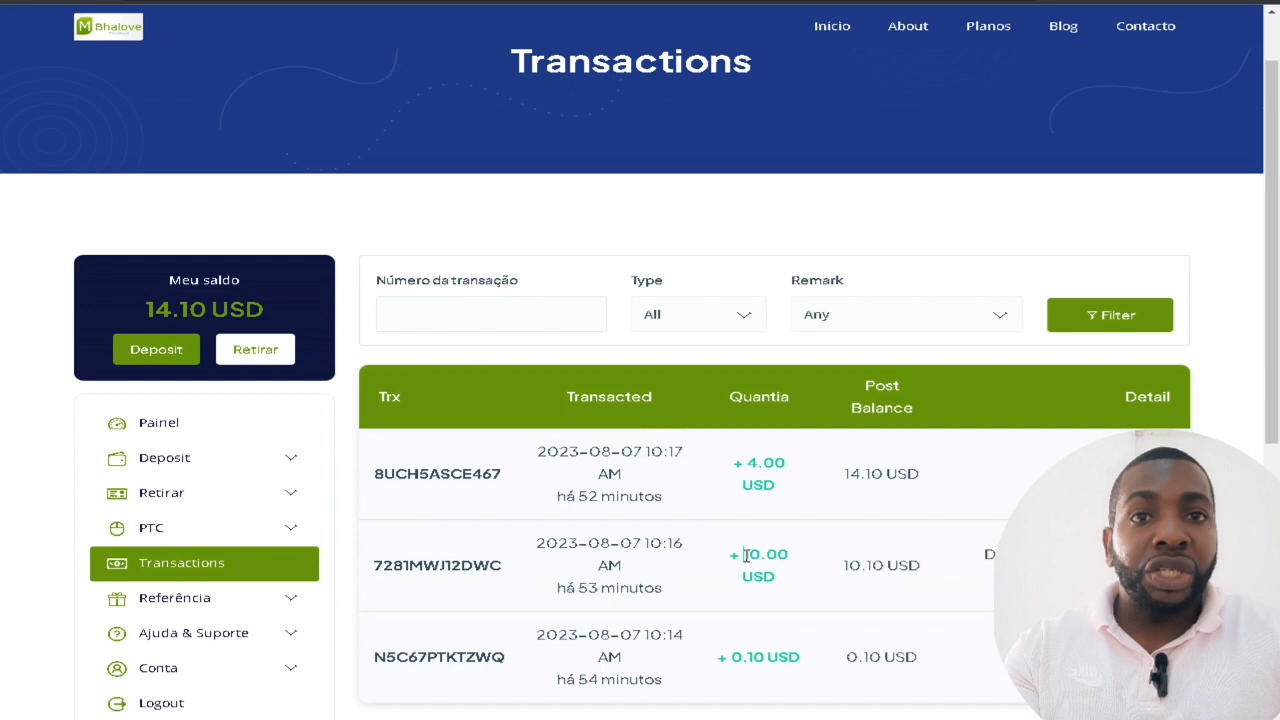 M Bhalove
Início
About
Planos
Blog
Contacto
Transactions
Meu saldo
14.10 USD
Deposit
Retirar
Número da transação
Type
Remark
All
Any
Filter
Painel
Deposit
Retirar
PTC
Transactions
Referência
Ajuda & Suporte
Conta
Logout
Trx
Transacted
Quantia
Post
Balance
Detail
8UCH5ASCE467
2023-08-07 10:17
AM
há 52 minutos
+ 4.00
USD
14.10 USD
7281MWJ12DWC
2023-08-07 10:16
AM
há 53 minutos
+ 10.00
USD
10.10 USD
D
N5C67PTKTZWQ
2023-08-07 10:14
AM
há 54 minutos
+ 0.10 USD
0.10 USD